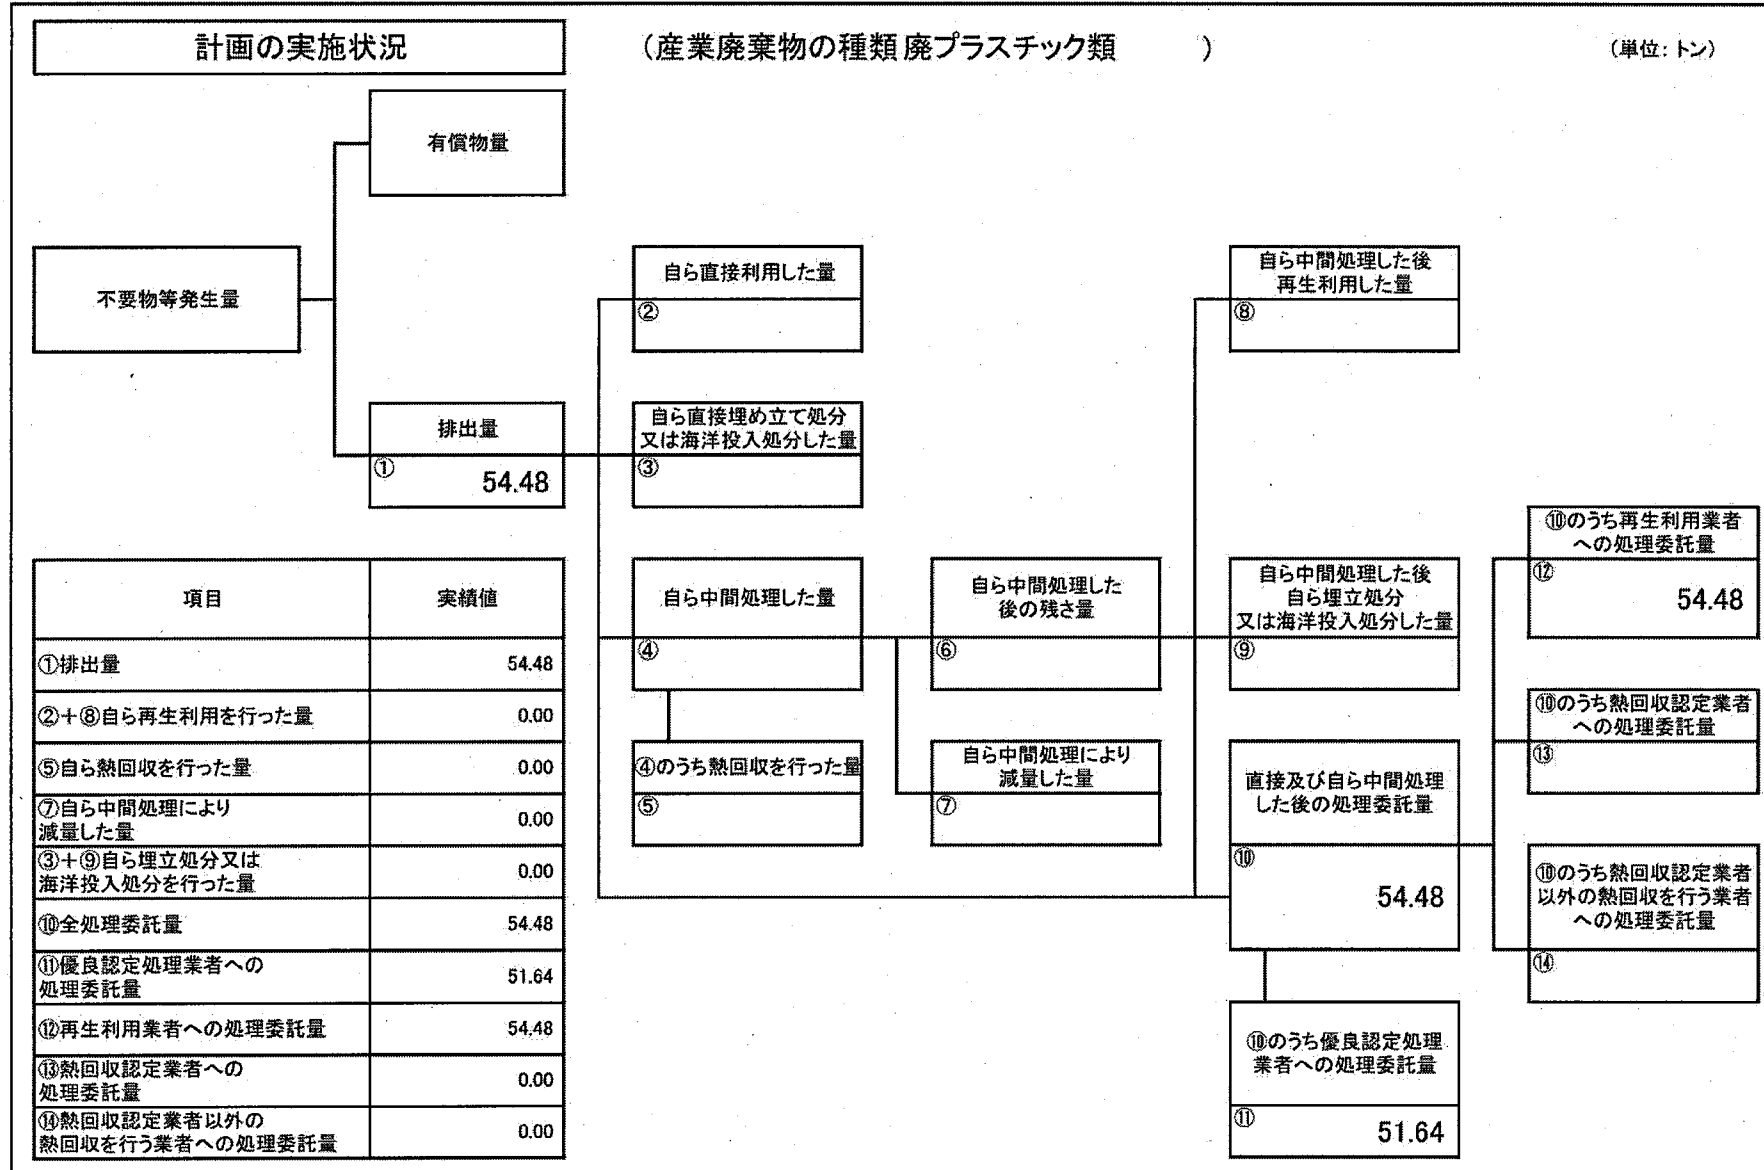 計画の実施状況
（産業廃棄物の種類 廃プラスチック類　　　）
（単位：トン）
有償物量
不要物等発生量
排出量
①
54.48
自ら直接利用した量
②
自ら直接埋め立て処分
又は海洋投入処分した量
③
自ら中間処理した量
④
④のうち熱回収を行った量
⑤
自ら中間処理した
後の残さ量
⑥
自ら中間処理により
減量した量
⑦
自ら中間処理した後
再生利用した量
⑧
自ら中間処理した後
自ら埋立処分
又は海洋投入処分した量
⑨
直接及び自ら中間処理
した後の処理委託量
⑩
54.48
⑩のうち優良認定処理
業者への処理委託量
⑪
51.64
⑩のうち再生利用業者
への処理委託量
⑫
54.48
⑩のうち熱回収認定業者
への処理委託量
⑬
⑩のうち熱回収認定業者
以外の熱回収を行う業者
への処理委託量
⑭
項目 実績値
①排出量 54.48
②＋⑧自ら再生利用を行った量 0.00
⑤自ら熱回収を行った量 0.00
⑦自ら中間処理により
減量した量 0.00
③＋⑨自ら埋立処分又は
海洋投入処分を行った量 0.00
⑩全処理委託量 54.48
⑪優良認定処理業者への
処理委託量 51.64
⑫再生利用業者への処理委託量 54.48
⑬熱回収認定業者への
処理委託量 0.00
⑭熱回収認定業者以外の
熱回収を行う業者への処理委託量 0.00